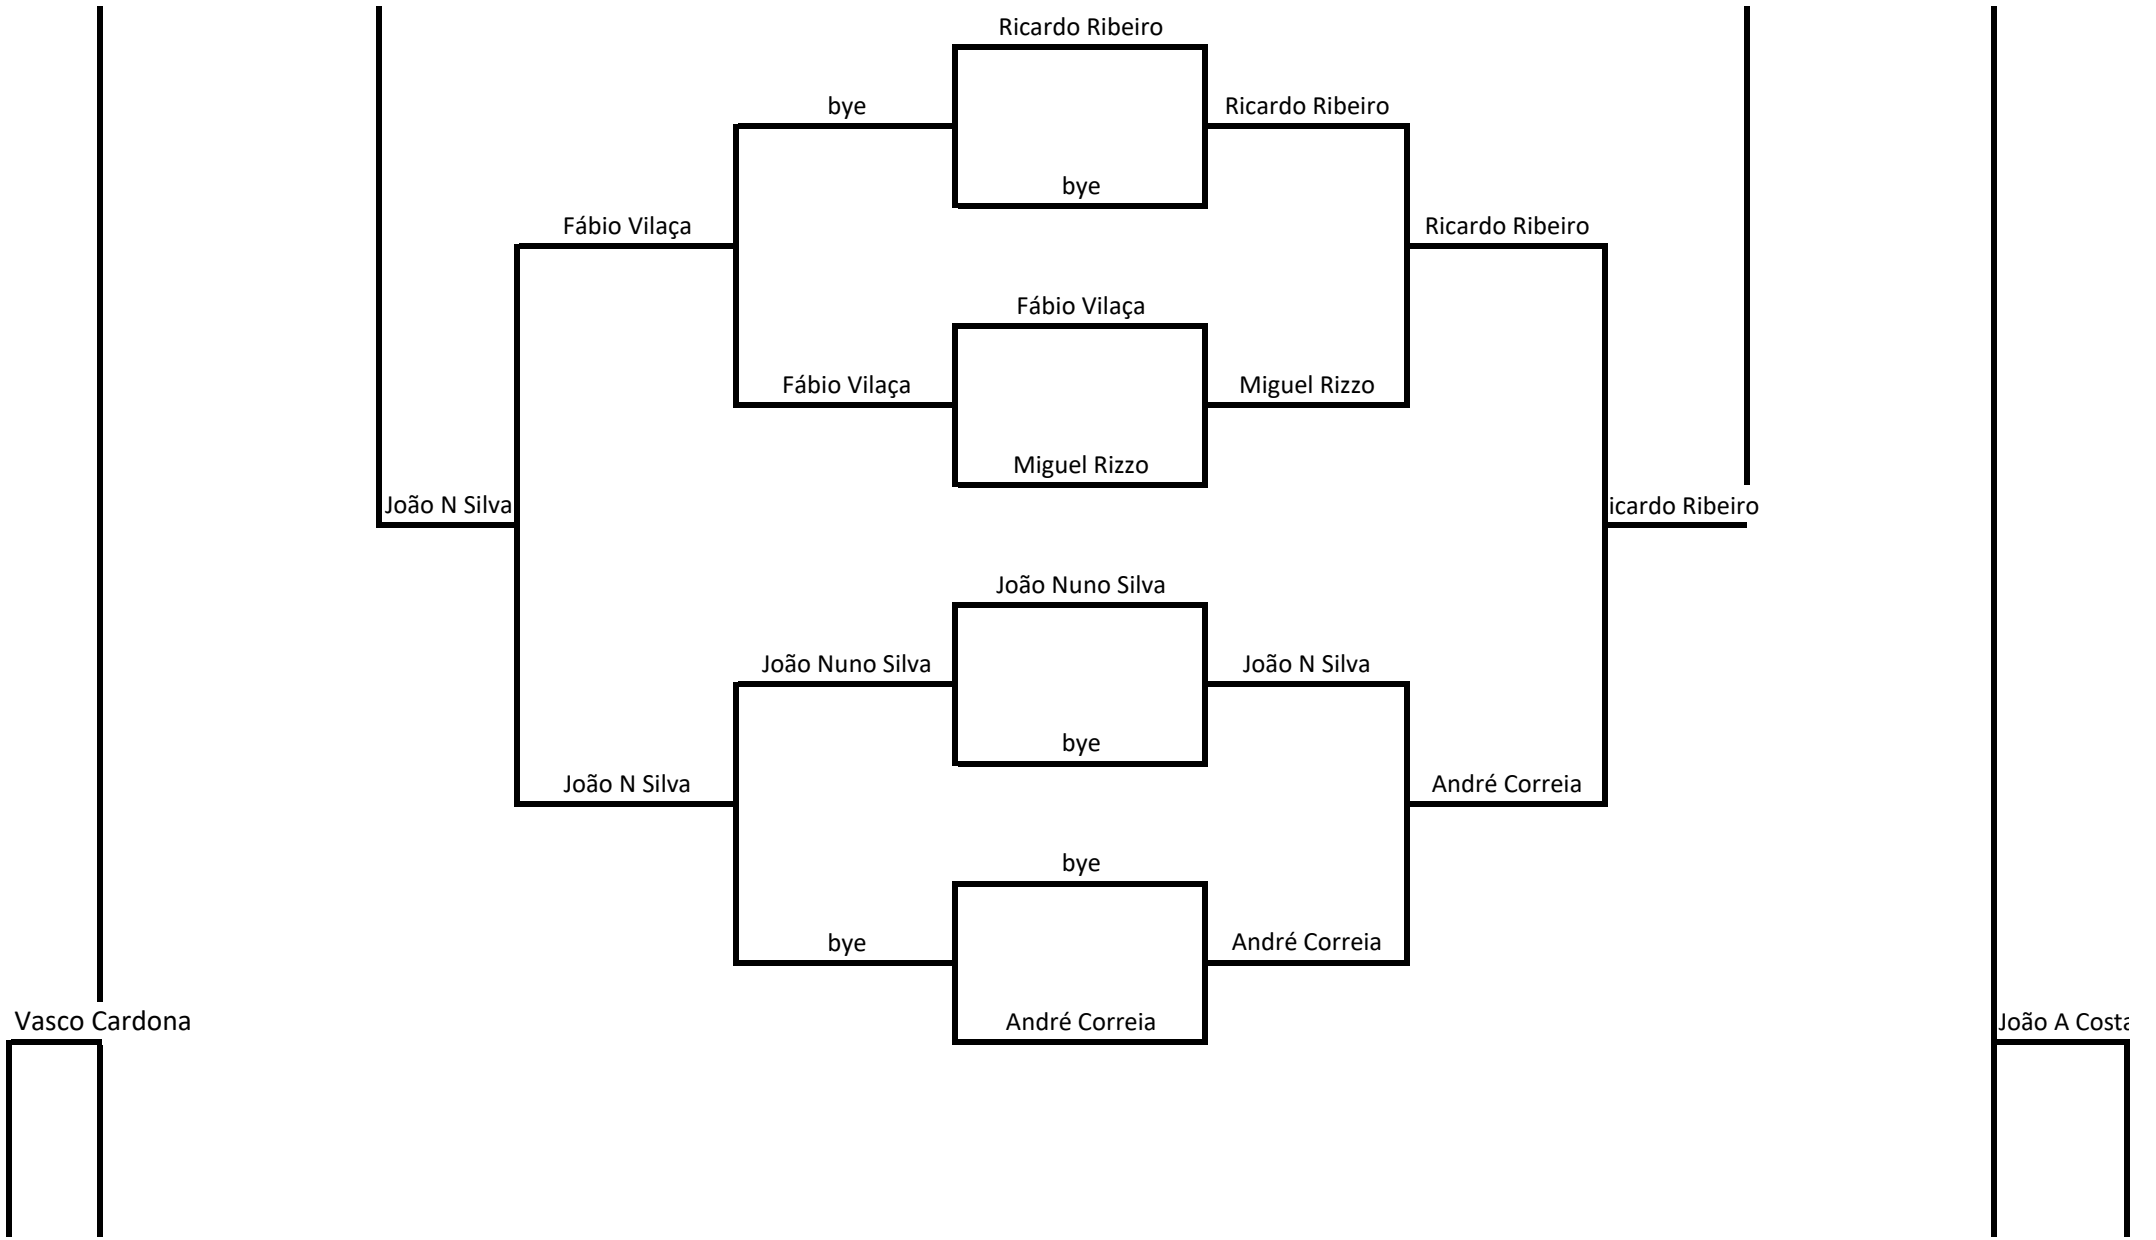 Ricardo Ribeiro
bye
Ricardo Ribeiro
bye
Fábio Vilaça
Ricardo Ribeiro
Fábio Vilaça
Fábio Vilaça
Miguel Rizzo
Miguel Rizzo
João N Silva
icardo Ribeiro
João Nuno Silva
João Nuno Silva
João N Silva
bye
João N Silva
André Correia
bye
bye
André Correia
Vasco Cardona
André Correia
João A Costa